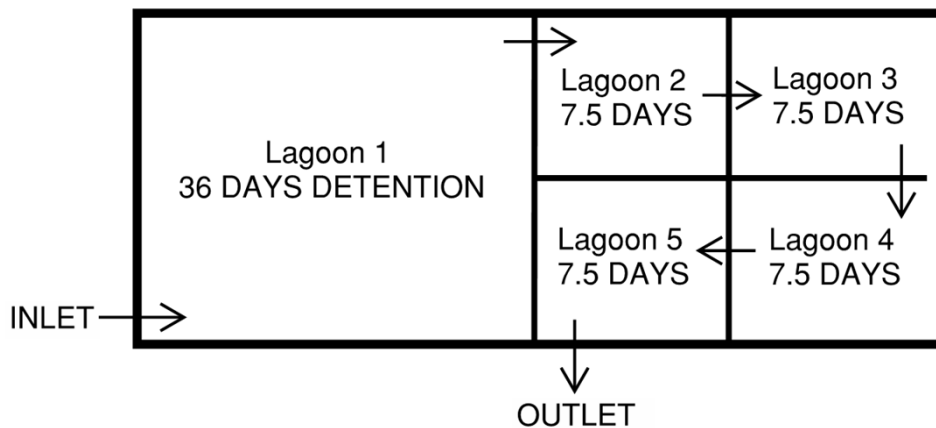 Lagoon 1
36 DAYS DETENTION
Lagoon 2
7.5 DAYS
Lagoon 3
7.5 DAYS
Lagoon 4
7.5 DAYS
Lagoon 5
7.5 DAYS
INLET
OUTLET